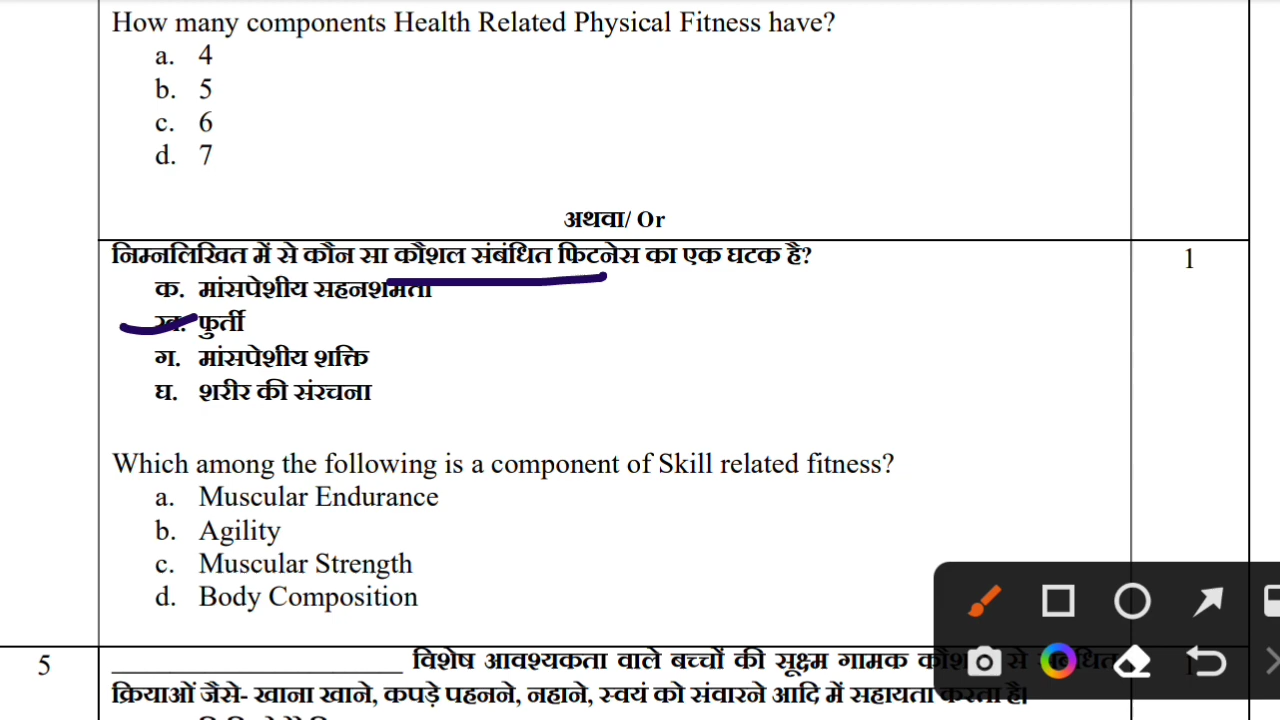 How many components Health Related Physical Fitness have?
a. 4
b. 5
c. 6
d. 7
अथवा/ Or
निम्नलिखित में से कौन सा कौशल संबंधित फिटनेस का एक घटक है?
1
क. मांसपेशीय सहनशमता
ख. फुर्ती
ग. मांसपेशीय शक्ति
घ. शरीर की संरचना
Which among the following is a component of Skill related fitness?
a. Muscular Endurance
b. Agility
c. Muscular Strength
d. Body Composition
5
____________________ विशेष आवश्यकता वाले बच्चों की सूक्ष्म गामक से
क्रियाओं जैसे- खाना खाने, कपड़े पहनने, नहाने, स्वयं को संवारने आदि में सहायता करता है।